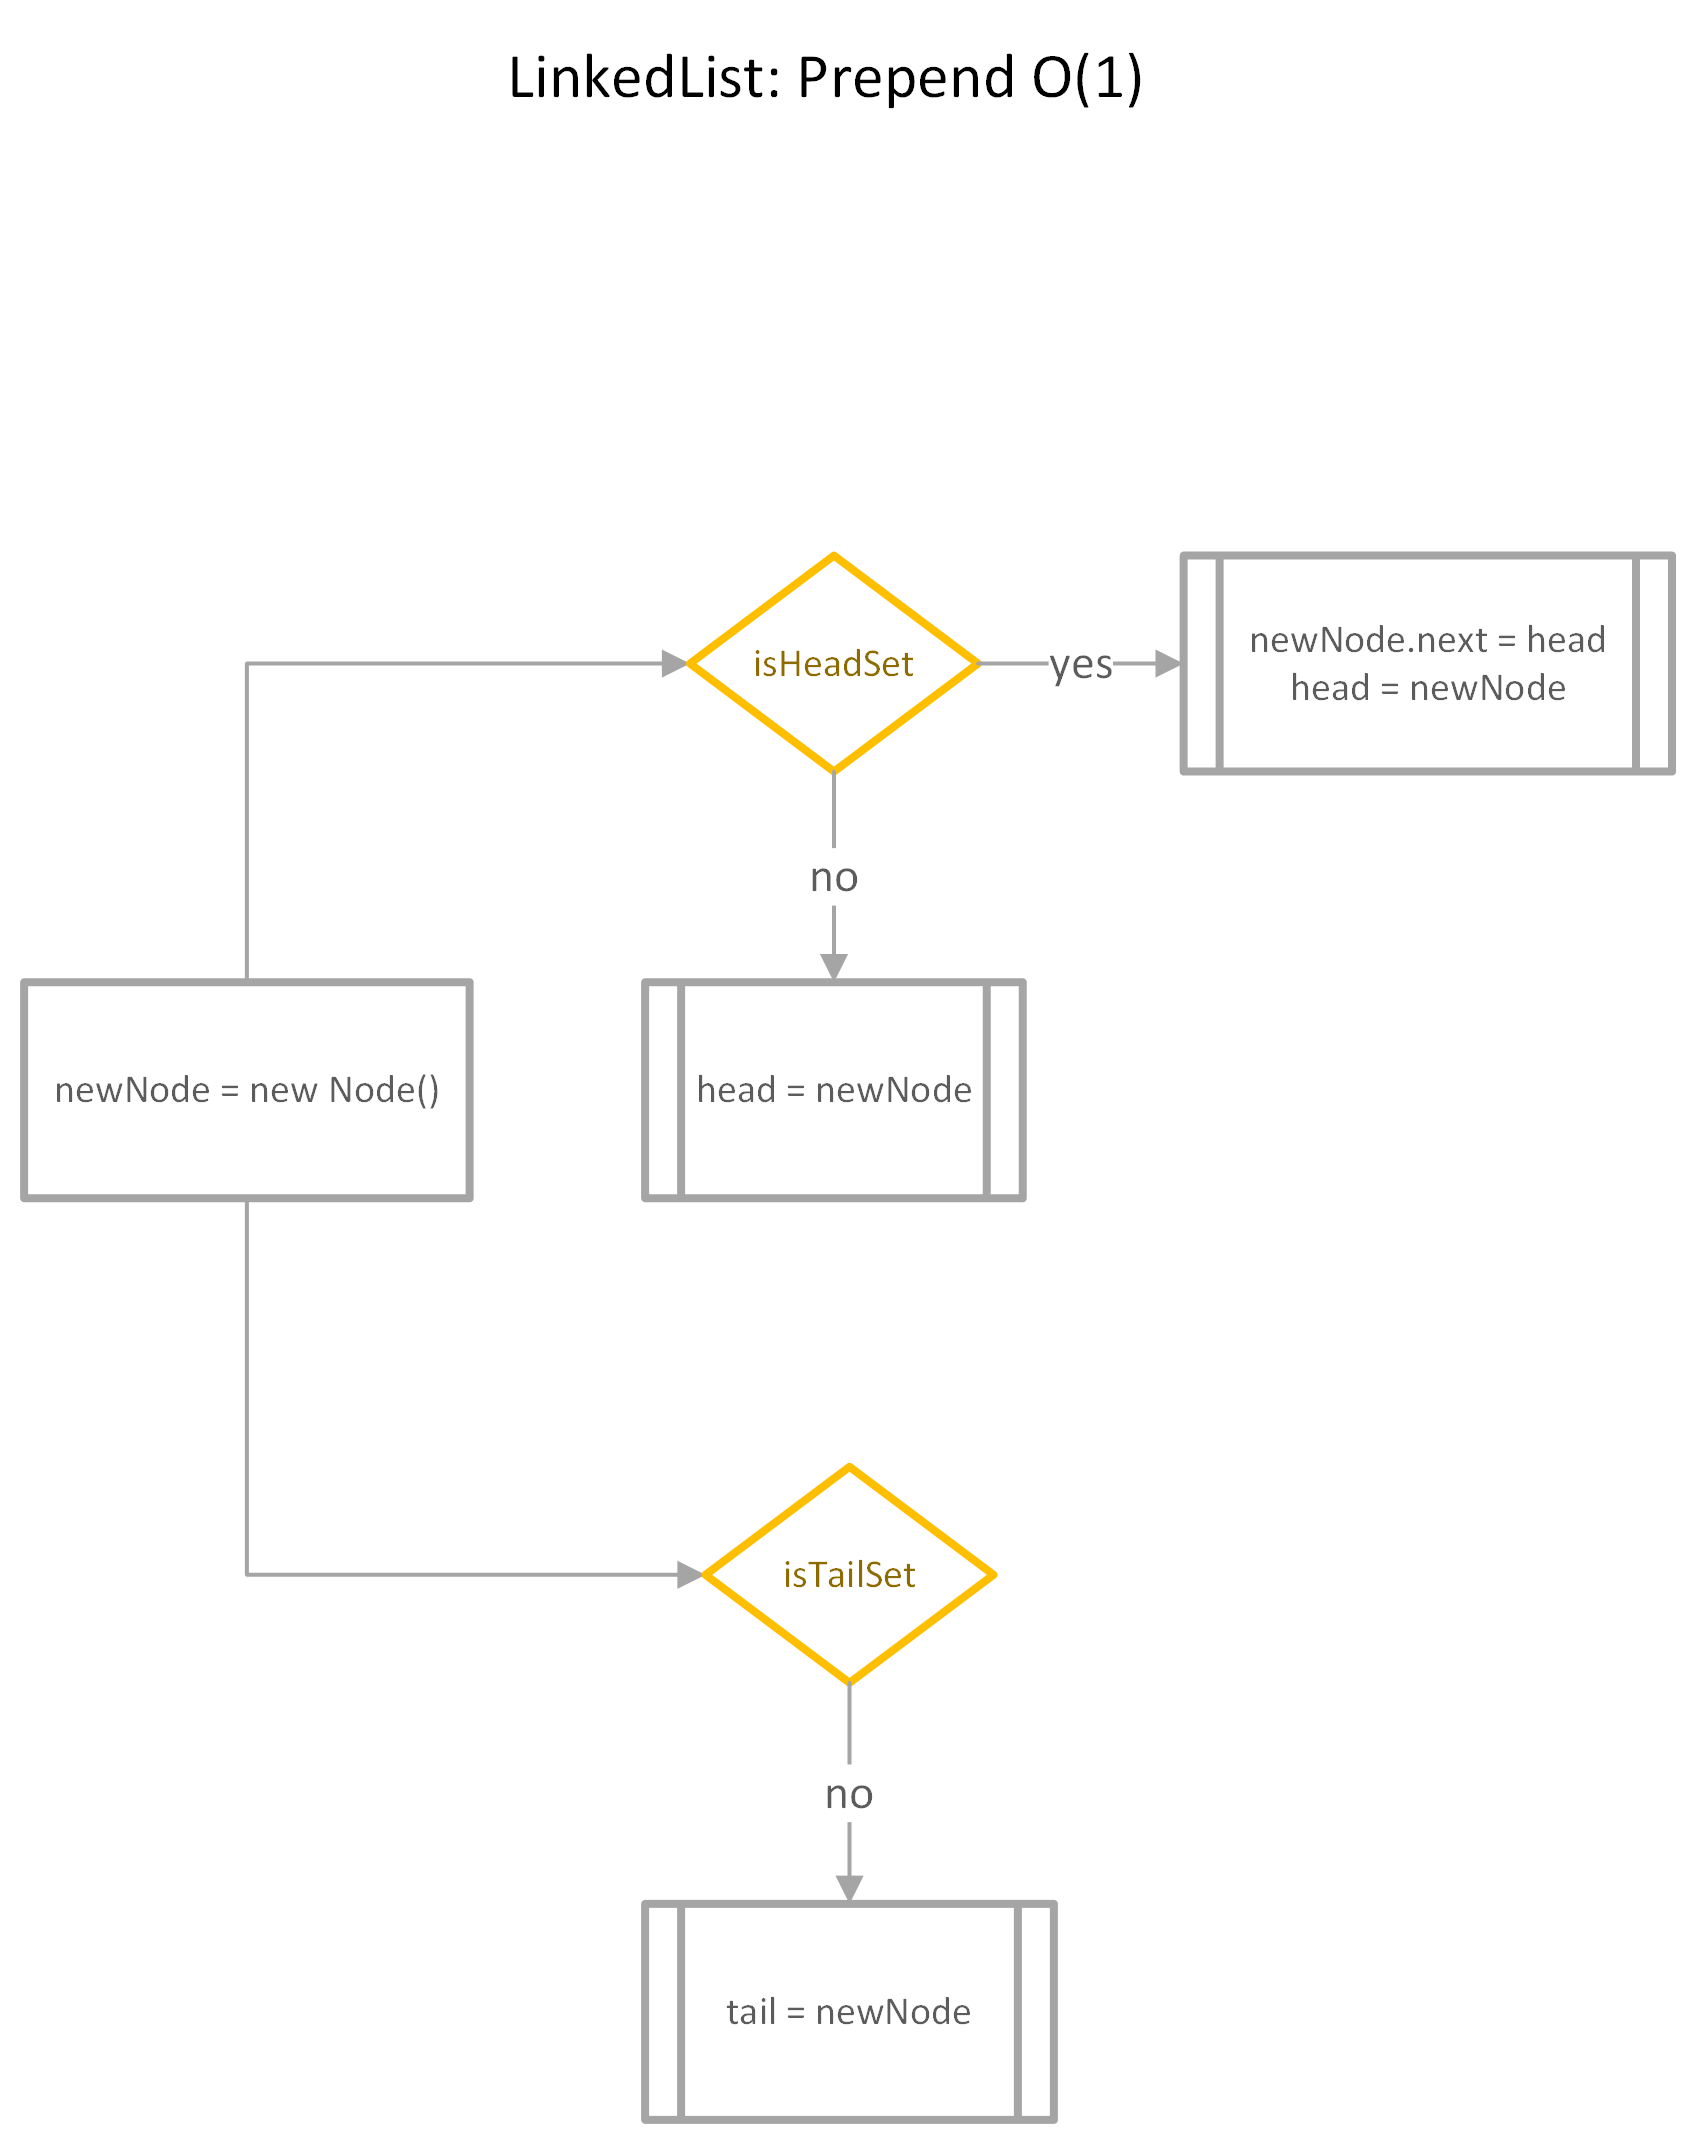 LinkedList: Prepend O(1)
isHeadSet
yes
newNode.next = head
head = newNode
no
newNode = new Node()
head = newNode
isTailSet
no
tail = newNode